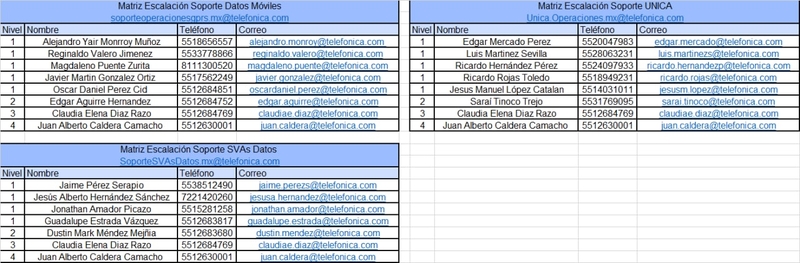 Matriz Escalación Soporte Datos Móviles
soporteoperacionesgprs.mx@telefonica.com
Nivel Nombre Teléfono Correo
1 Alejandro Yair Monrroy Muñoz 5518656557 alejandro.monroy@telefonica.com
1 Reginaldo Valero Jimenez 5533778866 reginaldo.valero@telefonica.com
1 Magdaleno Puente Zurita 8111300520 magdaleno.puente@telefonica.com
1 Javier Martin Gonzalez Ortiz 5517562249 javier.gonzalez@telefonica.com
1 Oscar Daniel Perez Cid 5512684851 oscardaniel.perez@telefonica.com
2 Edgar Aguirre Hernandez 5512684752 edgar.aguirre@telefonica.com
3 Claudia Elena Diaz Razo 5512684769 claudiae.diaz@telefonica.com
4 Juan Alberto Caldera Camacho 5512630001 juan.caldera@telefonica.com
Matriz Escalación Soporte UNICA
Unica.Operaciones.mx@telefonica.com
Nivel Nombre Teléfono Correo
1 Edgar Mercado Perez 5520047983 edgar.mercado@telefonica.com
1 Luis Martinez Sevilla 5528063231 luis.martinezs@telefonica.com
1 Ricardo Hernández Pérez 5524097933 ricardo.hernandezp@telefonica.com
1 Ricardo Rojas Toledo 5518949231 ricardo.rojas@telefonica.com
1 Jesus Manuel López Catalan 5514031011 jesusm.lopez@telefonica.com
2 Sarai Tinoco Trejo 5531769095 sarai.tinoco@telefonica.com
3 Claudia Elena Diaz Razo 5512684769 claudiae.diaz@telefonica.com
4 Juan Alberto Caldera Camacho 5512630001 juan.caldera@telefonica.com
Matriz Escalación Soporte SVAs Datos
SoporteSVAsDatos.mx@telefonica.com
Nivel Nombre Teléfono Correo
1 Jaime Pérez Serapio 5538512490 jaime.perezs@telefonica.com
1 Jesús Alberto Hernández Sánchez 7221420260 jesusa.hernandez@telefonica.com
1 Jonathan Amador Picazo 5515281258 jonathan.amador@telefonica.com
1 Guadalupe Estrada Vázquez 5512683817 guadalupe.estrada@telefonica.com
2 Dustin Mark Méndez Mejñia 5512683680 dustin.mendez@telefonica.com
3 Claudia Elena Diaz Razo 5512684769 claudiae.diaz@telefonica.com
4 Juan Alberto Caldera Camacho 5512630001 juan.caldera@telefonica.com